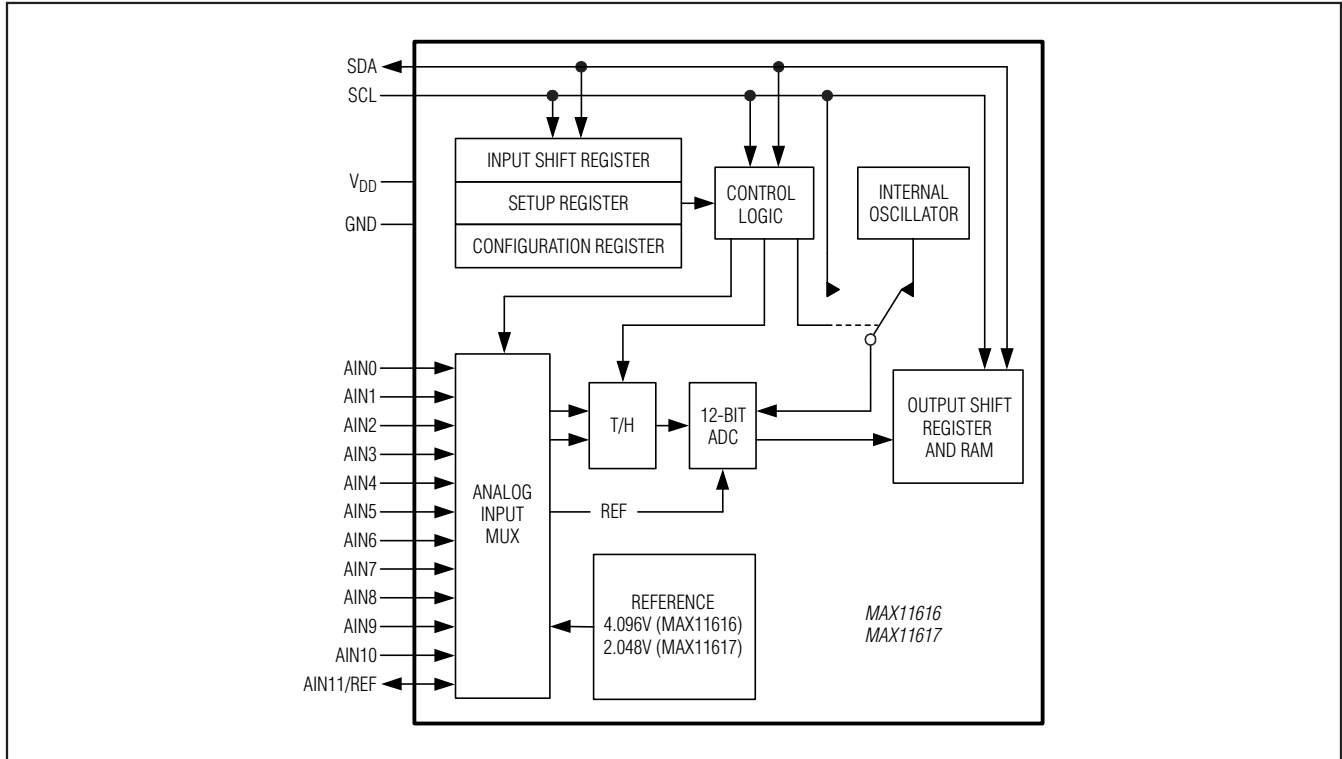 SDA
SCL
V_DD
GND
INPUT SHIFT REGISTER
SETUP REGISTER
CONFIGURATION REGISTER
CONTROL
LOGIC
INTERNAL
OSCILLATOR
AIN0
AIN1
AIN2
AIN3
AIN4
AIN5
AIN6
AIN7
AIN8
AIN9
AIN10
AIN11/REF
ANALOG
INPUT
MUX
T/H
12-BIT
ADC
OUTPUT SHIFT
REGISTER
AND RAM
REF
REFERENCE
4.096V (MAX11616)
2.048V (MAX11617)
MAX11616
MAX11617